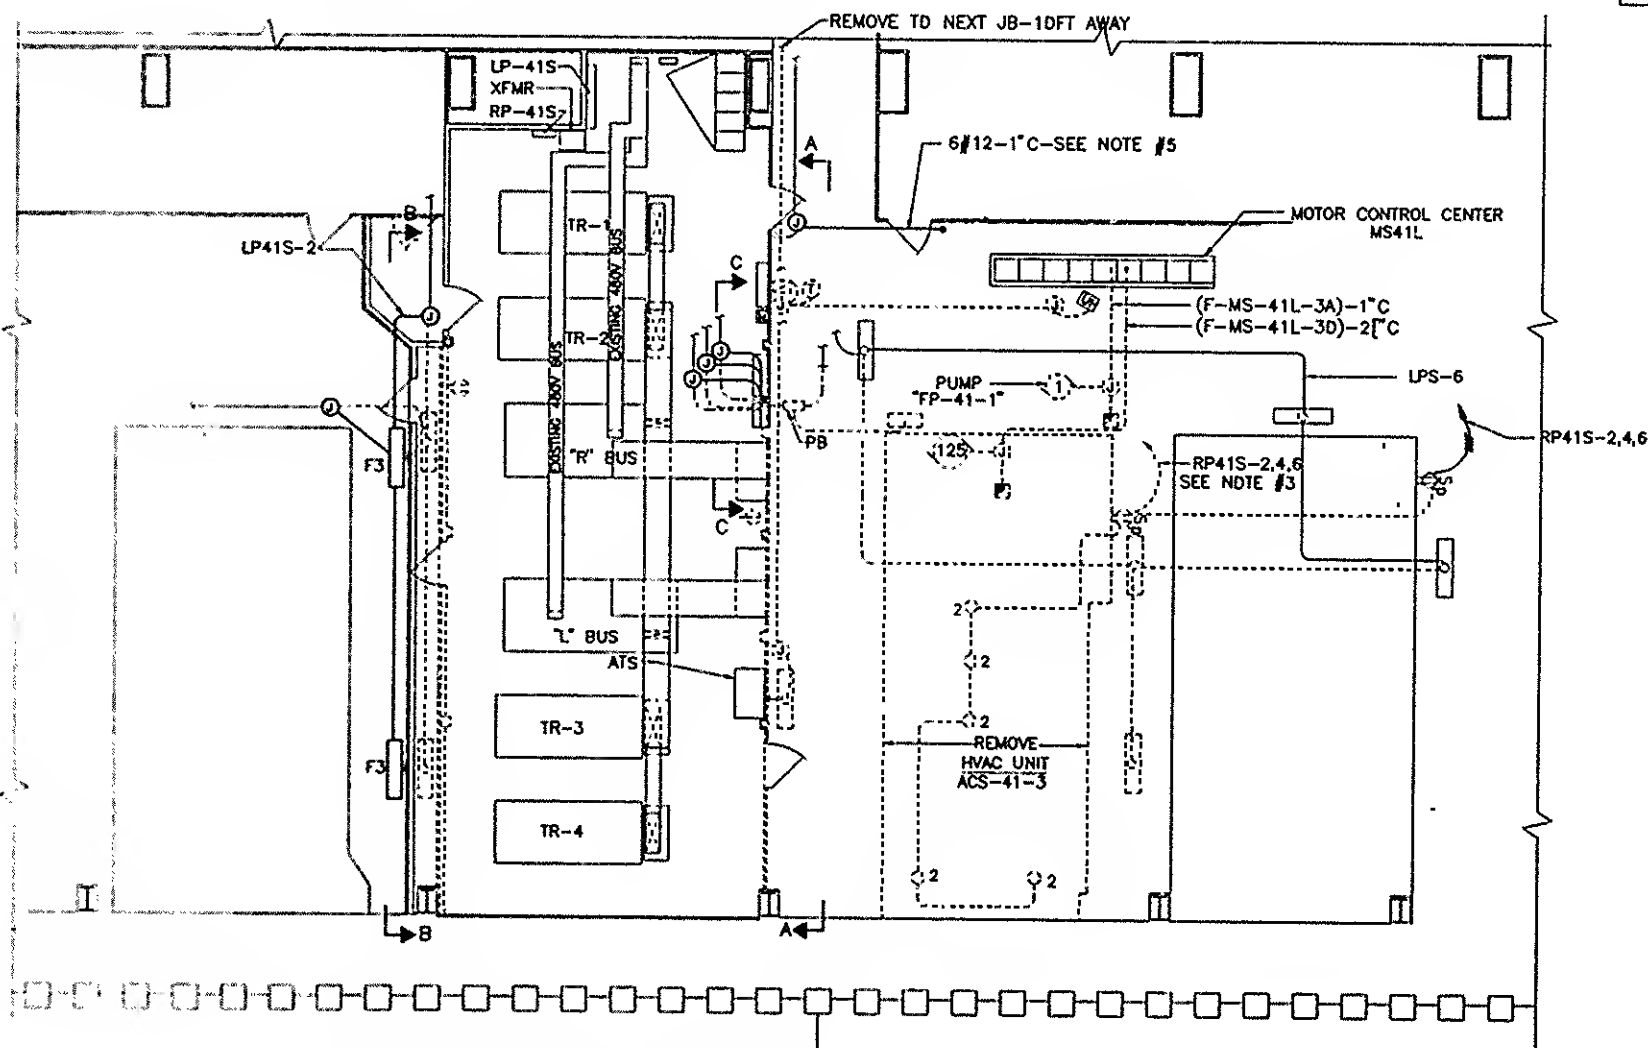 REMOVE TD NEXT JB-1DFT AWAY
LP-41S
XFMR
RP-41S
A
6#12-1"C-SEE NOTE #5
MOTOR CONTROL CENTER
MS41L
B
LP41S-2
TR-1
J
C
EXISTING 480V BUS
(F-MS-41L-3A)-1"C
(F-MS-41L-3D)-2["C
J
TR-2
EXISTING 480V BUS
J
J
J
PUMP
"FP-41-1"
1
LPS-6
J
F3
"R" BUS
PB
125
RP41S-2,4,6
RP41S-2,4,6
SEE NDTE #3
C
2
"L" BUS
ATS
2
TR-3
2
REMOVE
HVAC UNIT
ACS-41-3
F3
TR-4
2
2
B
A